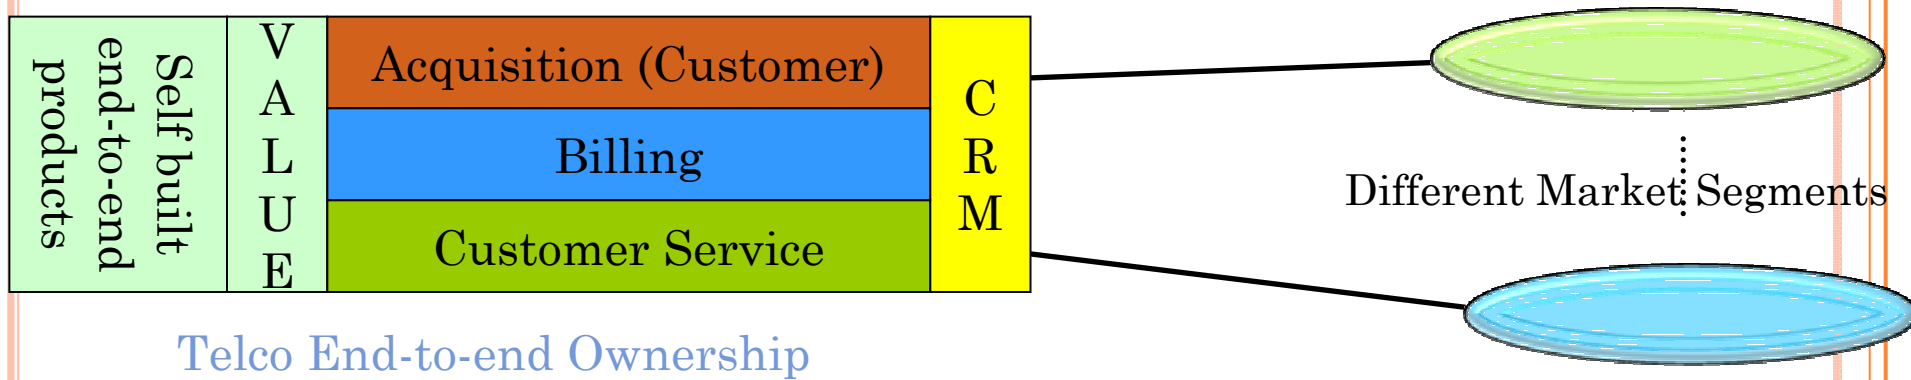 Self built
end-to-end
products
VALUE
Acquisition (Customer)
Billing
Customer Service
CRM
Different Market Segments
Telco End-to-end Ownership